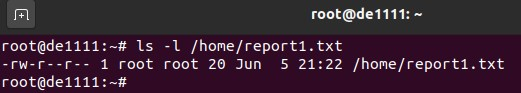 root@de1111: ~
root@de1111:~# ls -l /home/report1.txt
-rw-r--r-- 1 root root 20 Jun  5 21:22 /home/report1.txt
root@de1111:~#